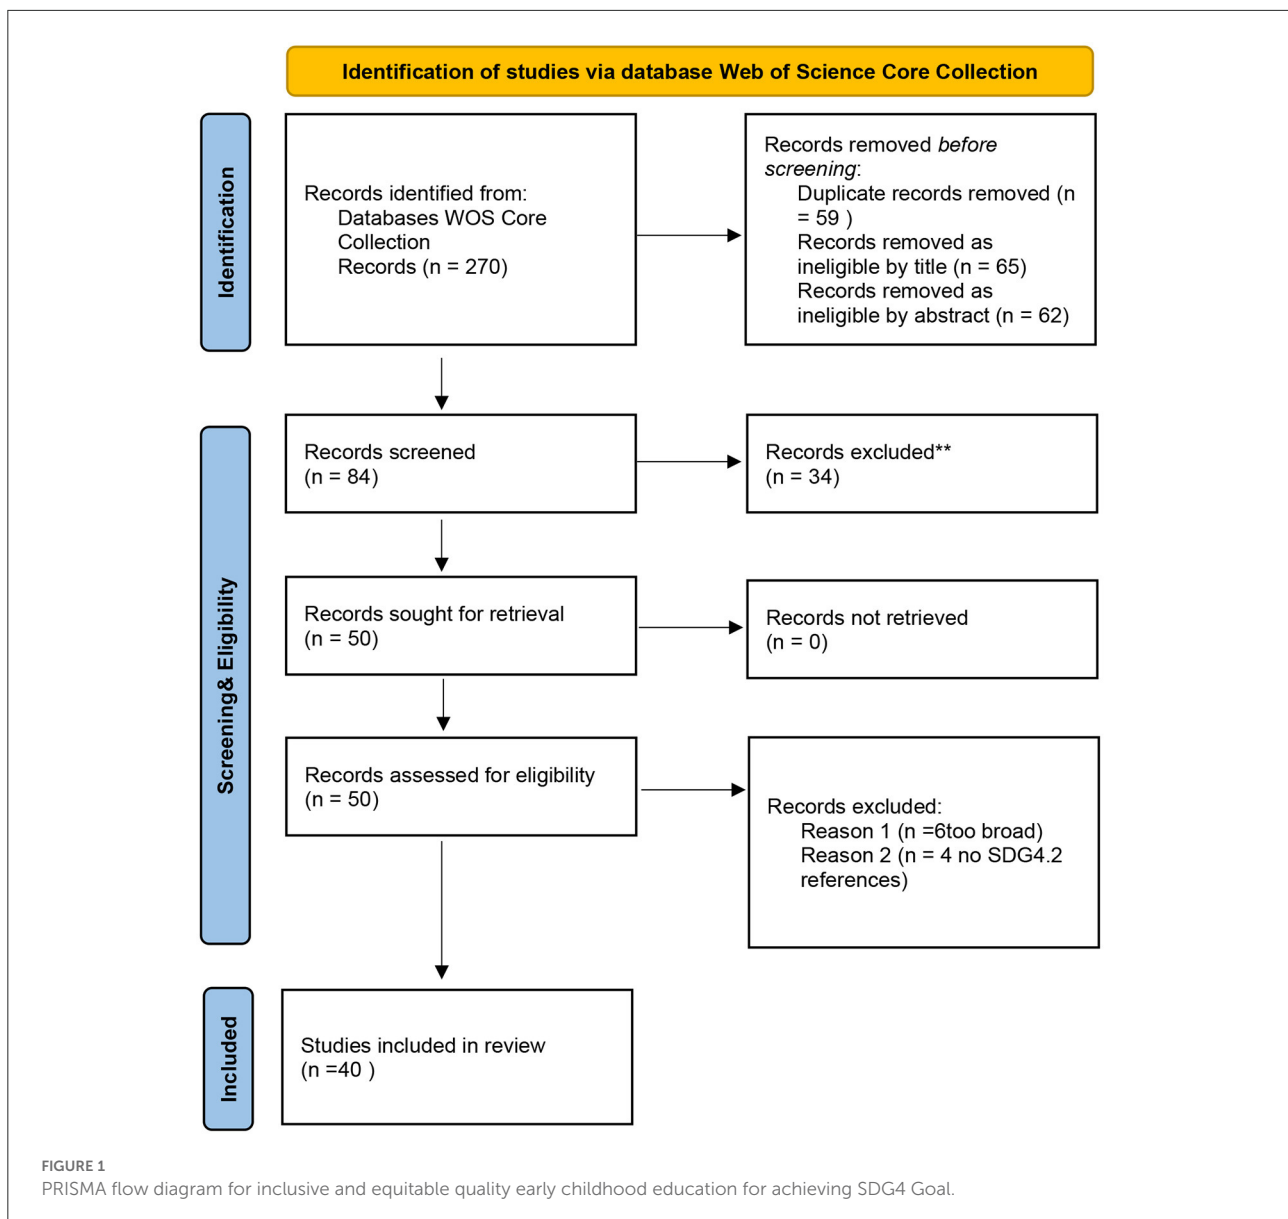 Identification of studies via database Web of Science Core Collection
Identification
Records identified from:
Databases WOS Core
Collection
Records (n = 270)
Records removed before
screening:
Duplicate records removed (n
= 59 )
Records removed as
ineligible by title (n = 65)
Records removed as
ineligible by abstract (n = 62)
Screening& Eligibility
Records screened
(n = 84)
Records excluded**
(n = 34)
Records sought for retrieval
(n = 50)
Records not retrieved
(n = 0)
Records assessed for eligibility
(n = 50)
Records excluded:
Reason 1 (n =6too broad)
Reason 2 (n = 4 no SDG4.2
references)
Included
Studies included in review
(n =40 )
FIGURE 1
PRISMA flow diagram for inclusive and equitable quality early childhood education for achieving SDG4 Goal.